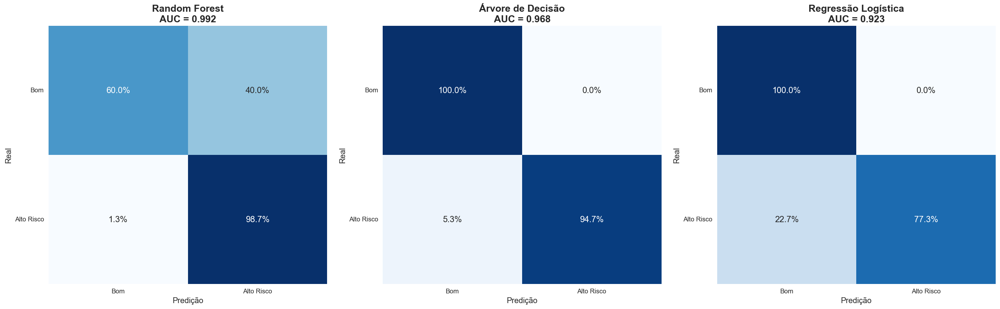 Random Forest
AUC = 0.992
Real
Bom
60.0%
40.0%
Alto Risco
1.3%
98.7%
Bom
Alto Risco
Predição
Árvore de Decisão
AUC = 0.968
Real
Bom
100.0%
0.0%
Alto Risco
5.3%
94.7%
Bom
Alto Risco
Predição
Regressão Logística
AUC = 0.923
Real
Bom
100.0%
0.0%
Alto Risco
22.7%
77.3%
Bom
Alto Risco
Predição